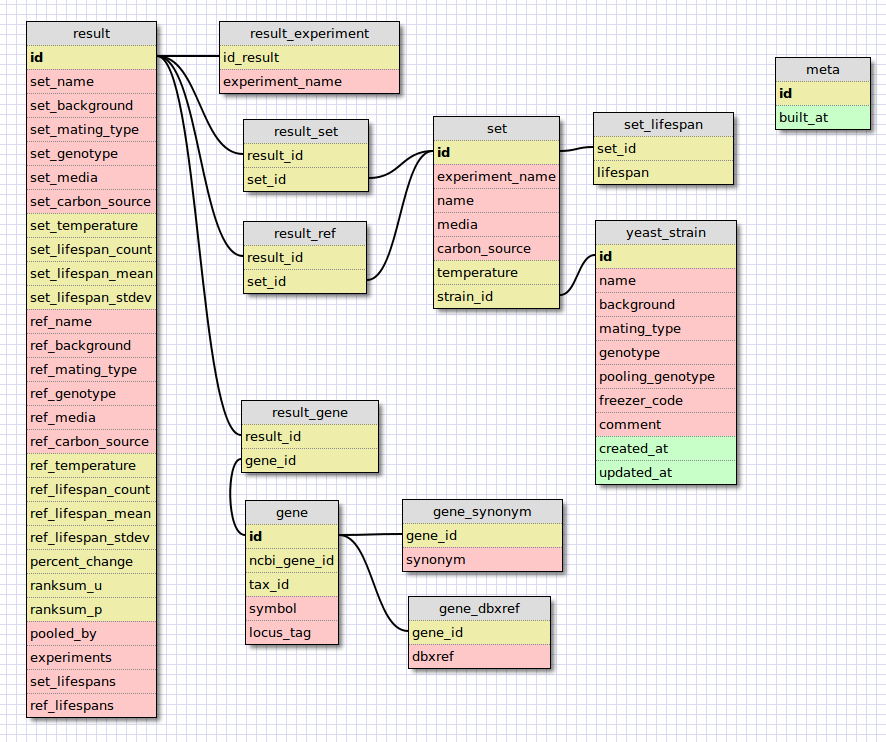 result
id
set_name
set_background
set_mating_type
set_genotype
set_media
set_carbon_source
set_temperature
set_lifespan_count
set_lifespan_mean
set_lifespan_stdev
ref_name
ref_background
ref_mating_type
ref_genotype
ref_media
ref_carbon_source
ref_temperature
ref_lifespan_count
ref_lifespan_mean
ref_lifespan_stdev
percent_change
ranksum_u
ranksum_p
pooled_by
experiments
set_lifespans
ref_lifespans
result_experiment
id_result
experiment_name
result_set
result_id
set_id
result_ref
result_id
set_id
result_gene
result_id
gene_id
gene
id
ncbi_gene_id
tax_id
symbol
locus_tag
gene_synonym
gene_id
synonym
gene_dbxref
gene_id
dbxref
set
id
experiment_name
name
media
carbon_source
temperature
strain_id
set_lifespan
set_id
lifespan
yeast_strain
id
name
background
mating_type
genotype
pooling_genotype
freezer_code
comment
created_at
updated_at
meta
id
built_at